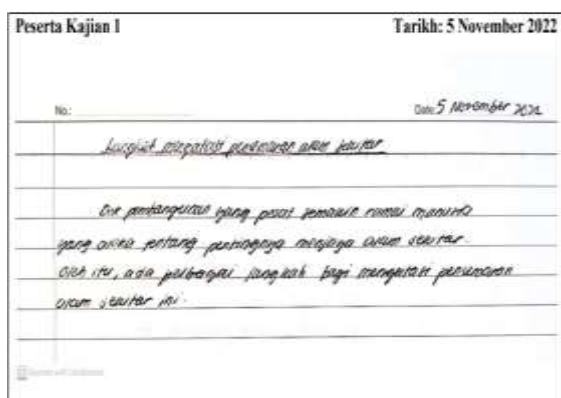 Peserta Kajian 1 Tarikh: 5 November 2022
No.: Date: 5 November 2022
Langkah mengatasi pencemaran alam sekitar
Era pembangunan yang pesat semakin ramai manusia
yang alpa tentang pentingnya menjaga alam sekitar.
Oleh itu, ada pelbagai langkah bagi mengatasi pencemaran
alam sekitar ini.